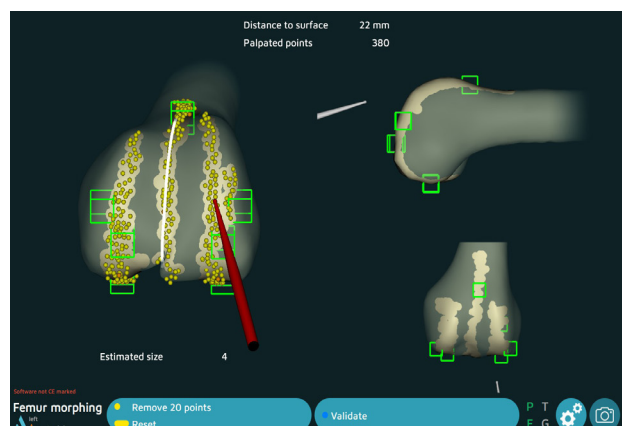 Distance to surface 22 mm
Palpated points 380
Estimated size 4
Software not CE marked
Femur morphing
left
Remove 20 points
Reset
Validate
P T
F G